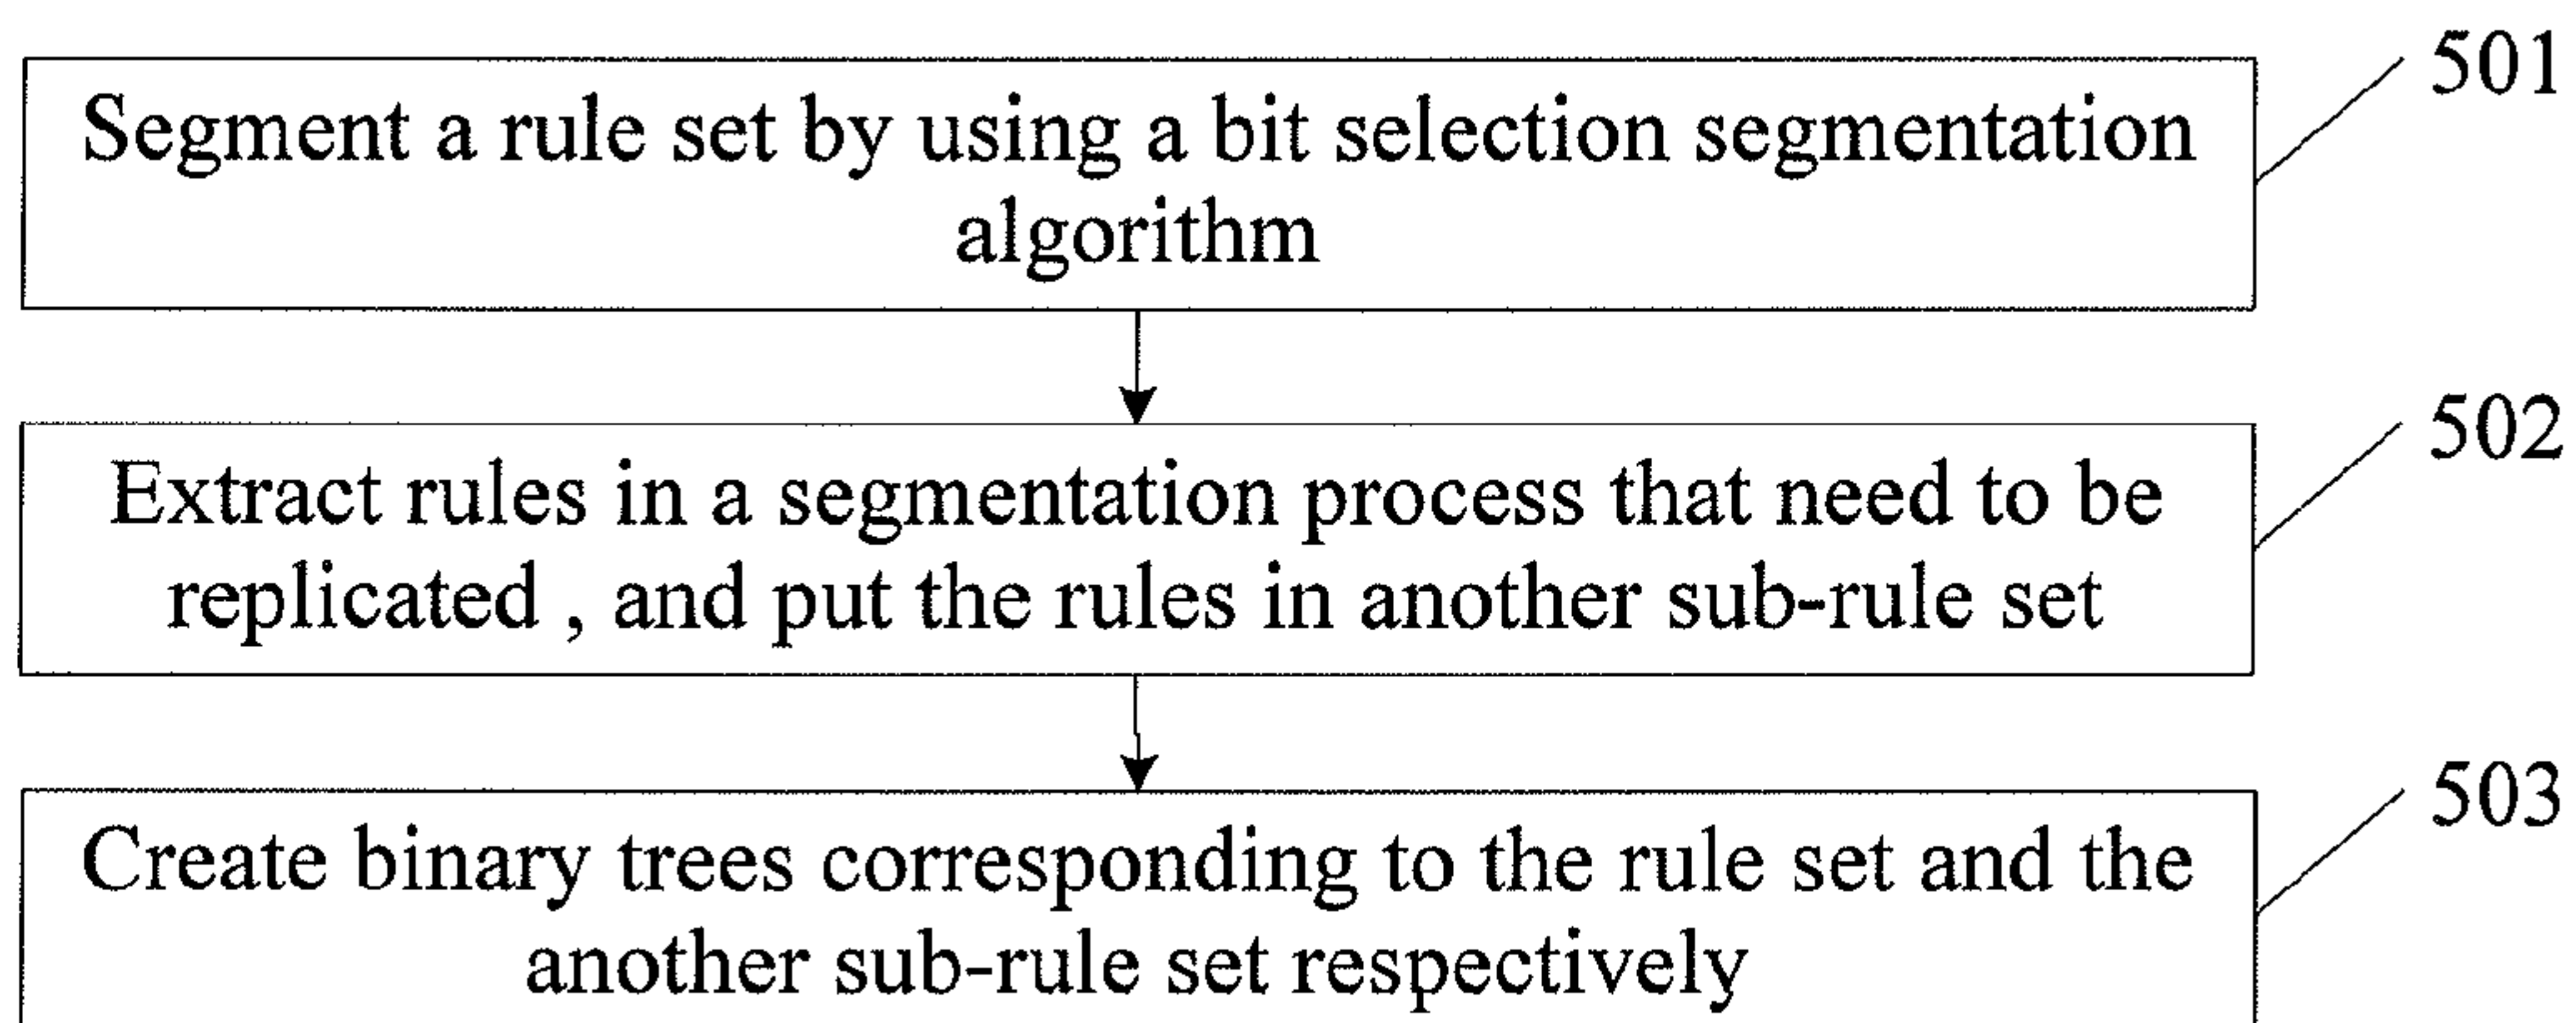 501
Segment a rule set by using a bit selection segmentation
algorithm
502
Extract rules in a segmentation process that need to be
replicated , and put the rules in another sub-rule set
503
Create binary trees corresponding to the rule set and the
another sub-rule set respectively